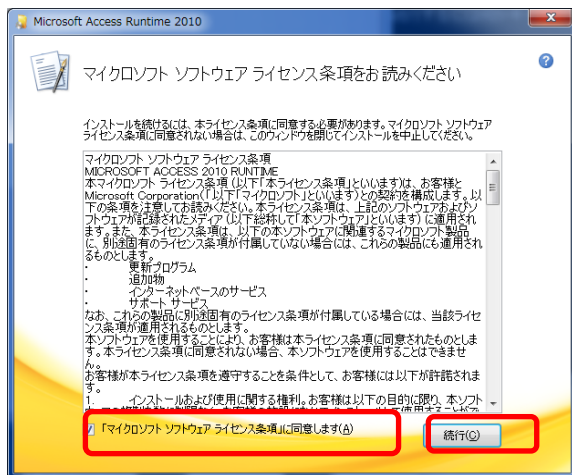 Microsoft Access Runtime 2010
マイクロソフト ソフトウェア ライセンス条項をお読みください
インストールを続けるには、本ライセンス条項に同意する必要があります。マイクロソフト ソフトウェア
ライセンス条項に同意されない場合は、このウィンドウを閉じてインストールを中止してください。
マイクロソフト ソフトウェア ライセンス条項
MICROSOFT ACCESS 2010 RUNTIME
本マイクロソフト ライセンス条項 (以下「本ライセンス条項」といいます)は、お客様と
Microsoft Corporation(「以下「マイクロソフト」といいます)との契約を構成します。以
下の条項を注意してお読みください。本ライセンス条項は、上記のソフトウェアおよびソ
フトウェアが記録されたメディア (以下総称して「本ソフトウェア」といいます) に適用され
ます。また、本ライセンス条項は、以下の本ソフトウェアに関連するマイクロソフト製品
に、別途固有のライセンス条項が付属していない場合には、これらの製品にも適用され
るものとします。
・ 更新プログラム
・ 追加物
・ インターネットベースのサービス
・ サポート サービス
なお、これらの製品に別途固有のライセンス条項が付属している場合には、当該ライセ
ンス条項が適用されるものとします。
本ソフトウェアを使用することにより、お客様は本ライセンス条項に同意されたものとしま
す。本ライセンス条項に同意されない場合、本ソフトウェアを使用することはできませ
ん。
お客様が本ライセンス条項を遵守することを条件として、お客様には以下が許諾されま
す。
1. インストールおよび使用に関する権利。お客様は以下の目的に限り、本ソフト
「マイクロソフト ソフトウェア ライセンス条項」に同意します(A)
続行(C)